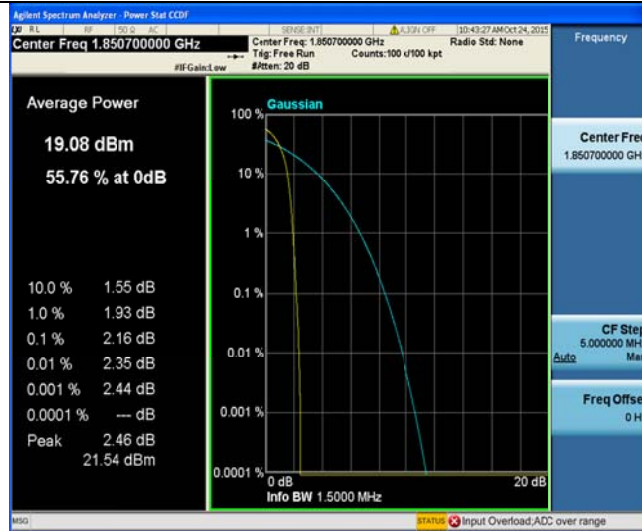 Agilent Spectrum Analyzer - Power Stat CCDF
RL RF 50 Ω AC SENSE:INT ALIGN OFF 10:43:27 AM Oct 24, 2015
Center Freq 1.850700000 GHz
Center Freq: 1.850700000 GHz Radio Std: None
Trig: Free Run Counts:100 k/100 kpt
#IFGain:Low #Atten: 20 dB
Frequency
Average Power
19.08 dBm
55.76 % at 0dB
10.0 % 1.55 dB
1.0 % 1.93 dB
0.1 % 2.16 dB
0.01 % 2.35 dB
0.001 % 2.44 dB
0.0001 % --- dB
Peak 2.46 dB
21.54 dBm
Gaussian
100 %
10 %
1 %
0.1 %
0.01 %
0.001 %
0.0001 %
0 dB 20 dB
Info BW 1.5000 MHz
Center Fre
1.850700000 GH
CF Step
5.000000 MH
Auto Ma
Freq Offse
0 H
MSG STATUS Input Overload;ADC over range